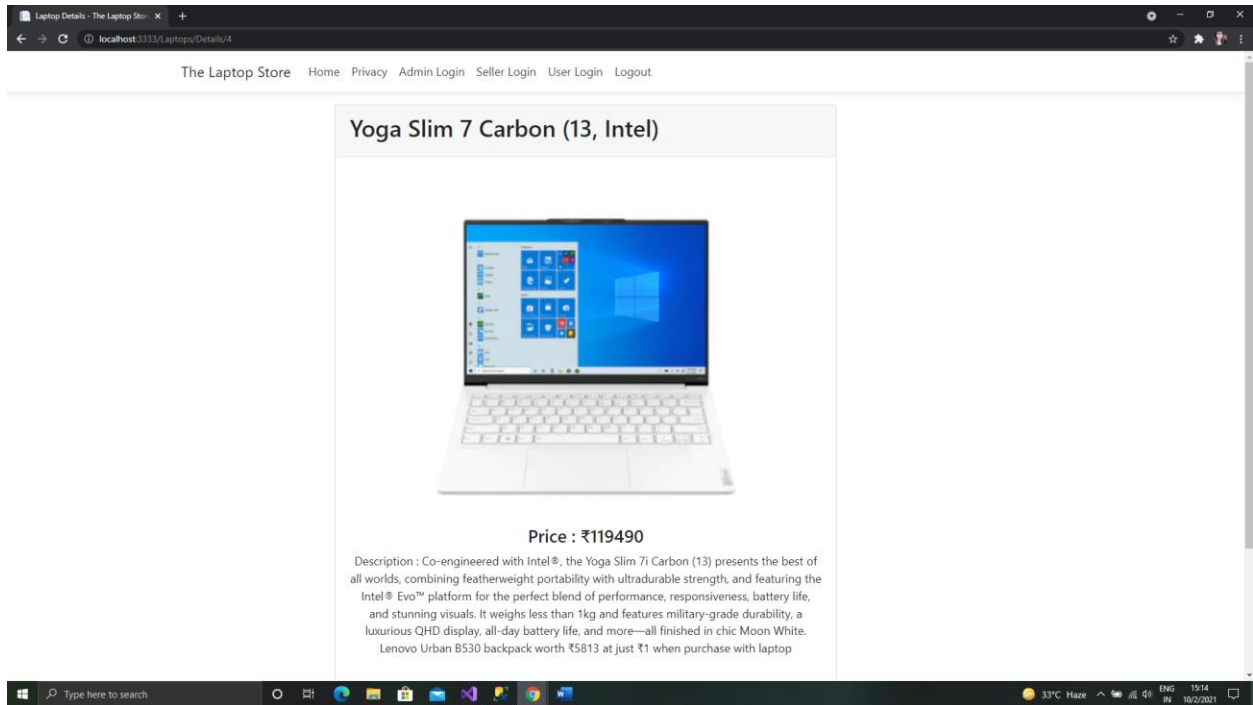 Laptop Details - The Laptop Stor
localhost:3333/Laptops/Details/4
The Laptop Store Home Privacy Admin Login Seller Login User Login Logout
Yoga Slim 7 Carbon (13, Intel)
Price : ₹119490
Description : Co-engineered with Intel®, the Yoga Slim 7i Carbon (13) presents the best of
all worlds, combining featherweight portability with ultradurable strength, and featuring the
Intel® Evo™ platform for the perfect blend of performance, responsiveness, battery life,
and stunning visuals. It weighs less than 1kg and features military-grade durability, a
luxurious QHD display, all-day battery life, and more—all finished in chic Moon White.
Lenovo Urban B530 backpack worth ₹5813 at just ₹1 when purchase with laptop
Type here to search
33°C Haze
ENG
IN
15:14
10/2/2021